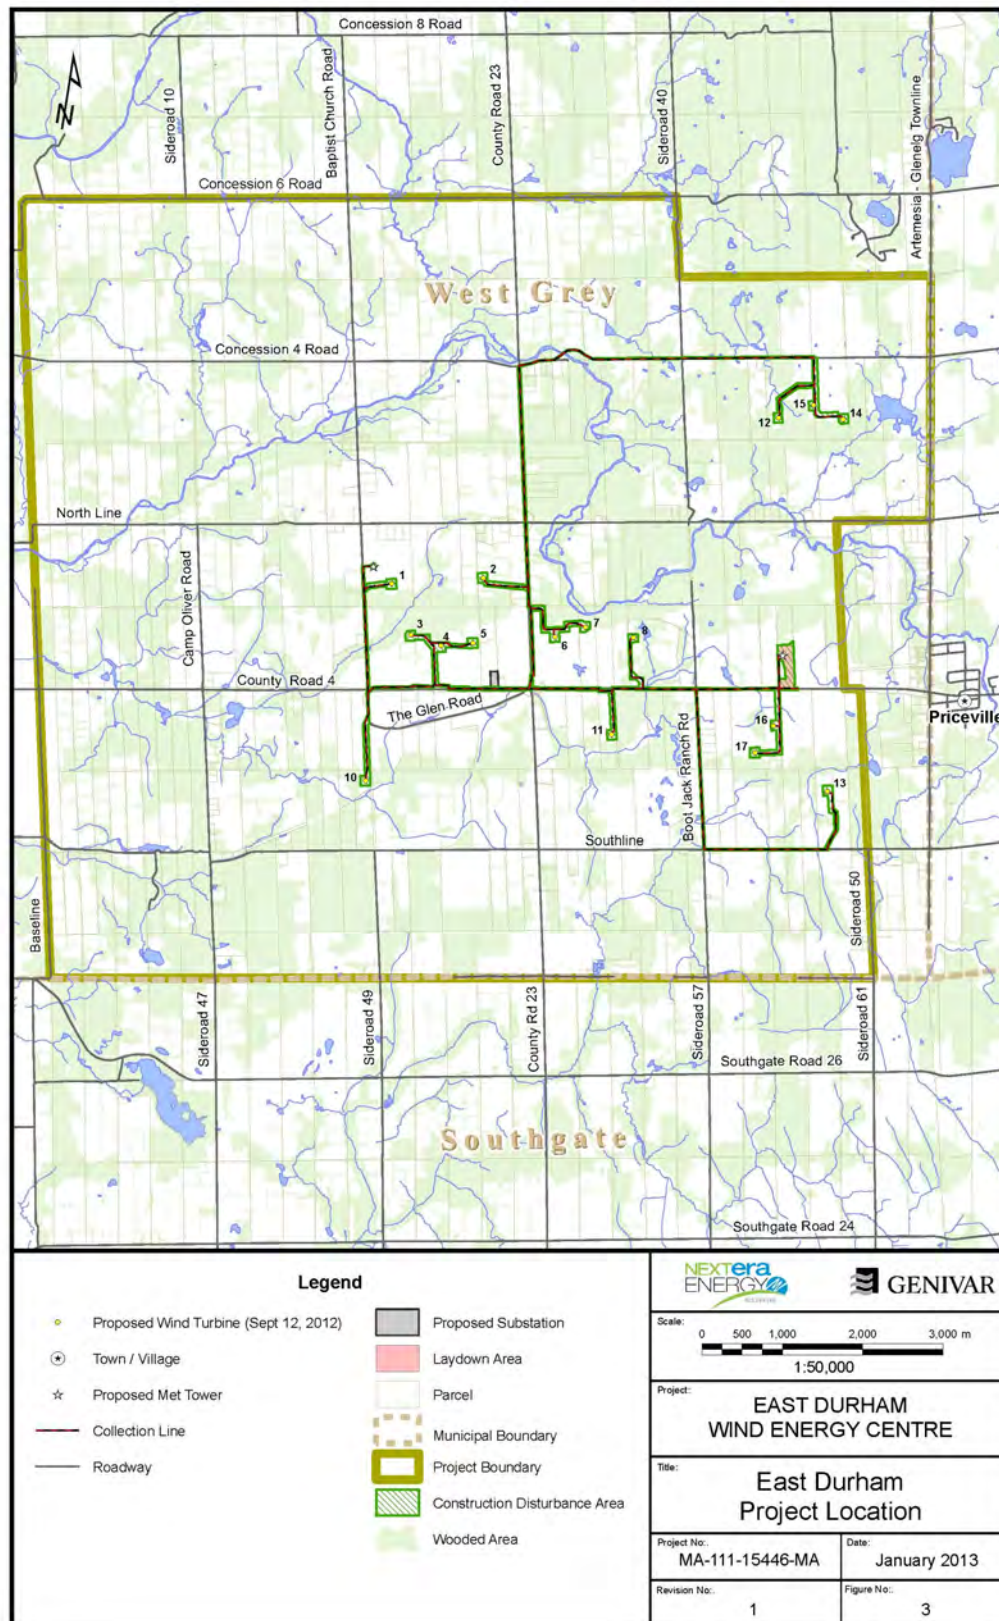 Concession 8 Road
Sideroad 10
Baptist Church Road
County Road 23
Sideroad 40
Artemesia - Glenelg Townline
N
Concession 6 Road
West Grey
Concession 4 Road
15
12
14
North Line
Camp Oliver Road
1
2
3
4
5
6
7
8
County Road 4
The Glen Road
Priceville
11
16
17
10
13
Boot Jack Ranch Rd
Southline
Baseline
Sideroad 50
Sideroad 47
Sideroad 49
County Rd 23
Sideroad 57
Sideroad 61
Southgate Road 26
Southgate
Southgate Road 24
Legend
Proposed Wind Turbine (Sept 12, 2012)
Town / Village
Proposed Met Tower
Collection Line
Roadway
Proposed Substation
Laydown Area
Parcel
Municipal Boundary
Project Boundary
Construction Disturbance Area
Wooded Area
NEXTera
ENERGY
GENIVAR
Scale:
0 500 1,000 2,000 3,000 m
1:50,000
Project:
EAST DURHAM
WIND ENERGY CENTRE
Title:
East Durham
Project Location
Project No.:
MA-111-15446-MA
Date:
January 2013
Revision No.:
1
Figure No.:
3